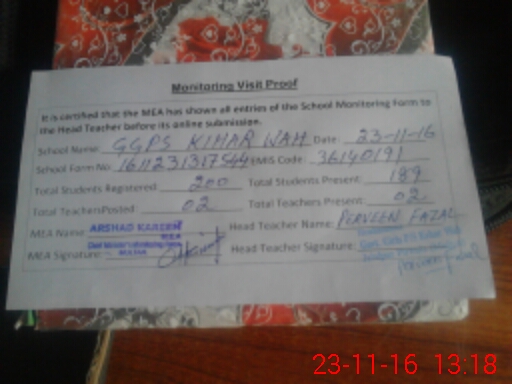 Monitoring Visit Proof
It is certified that the MEA has shown all entries of the School Monitoring Form to
the Head Teacher before its online submission.
School Name: GGPS KIHAR WAH Date: 23-11-16
School Form No. EMIS Code: 36140191
Total Students Registered: 200 Total Students Present: 189
Total Teachers Posted: 02 Total Teachers Present: 02
MEA Name: ARSHAD KAREEM Head Teacher Name: PERVEEN FAZAL
MEA
MEA Signature: Head Teacher Signature:
23-11-16 13:18